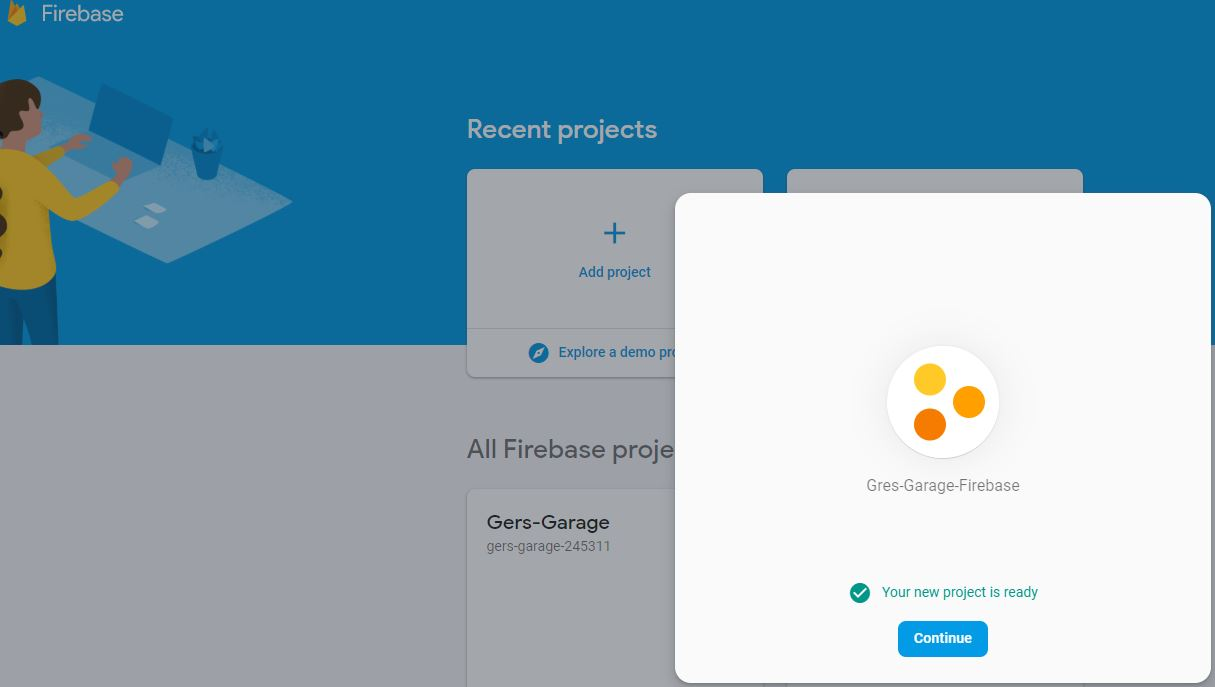 Firebase
Recent projects
Add project
Explore a demo pro
All Firebase proje
Gers-Garage
gers-garage-245311
Gres-Garage-Firebase
Your new project is ready
Continue